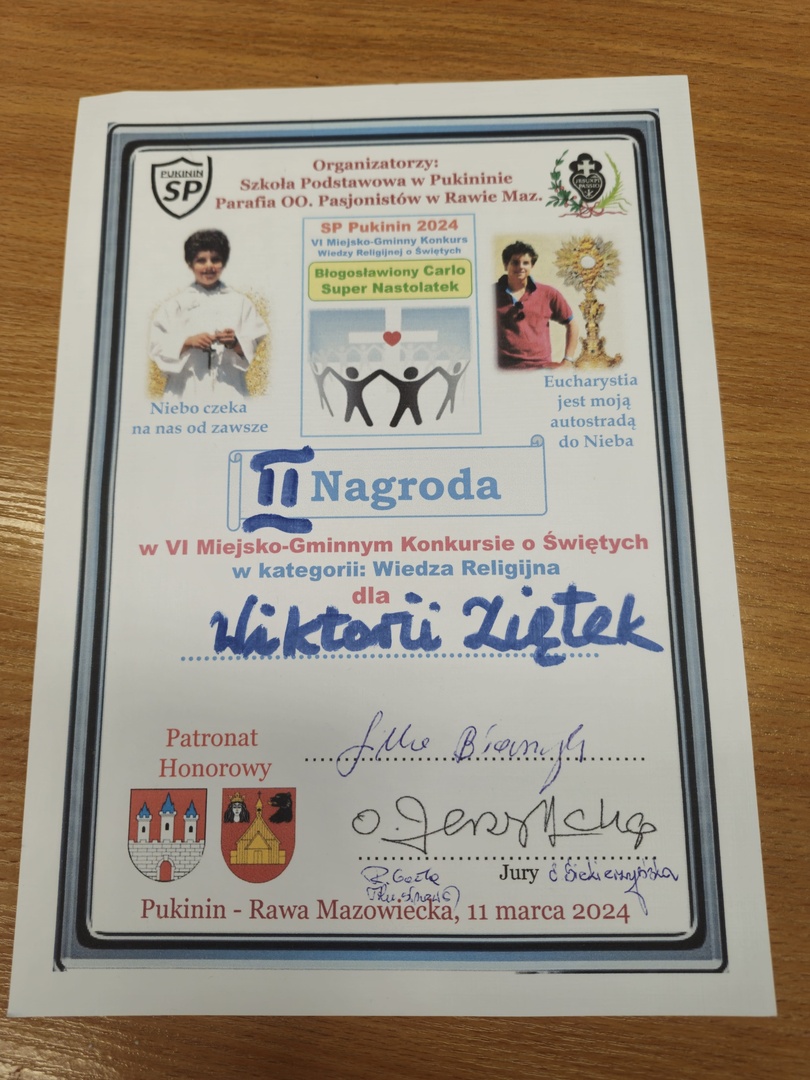 Organizatorzy:
Szkoła Podstawowa w Pukininie
Parafia OO. Pasjonistów w Rawie Maz.
PUKININ
SP
SP Pukinin 2024
VI Miejsko-Gminny Konkurs
Wiedzy Religijnej o Świętych
Błogosławiony Carlo
Super Nastolatek
Niebo czeka
na nas od zawsze
Eucharystia
jest moją
autostradą
do Nieba
II Nagroda
w VI Miejsko-Gminnym Konkursie o Świętych
w kategorii: Wiedza Religijna
dla
Wiktorii Ziętek
Patronat
Honorowy
o. Jerzy
Jury
Pukinin - Rawa Mazowiecka, 11 marca 2024